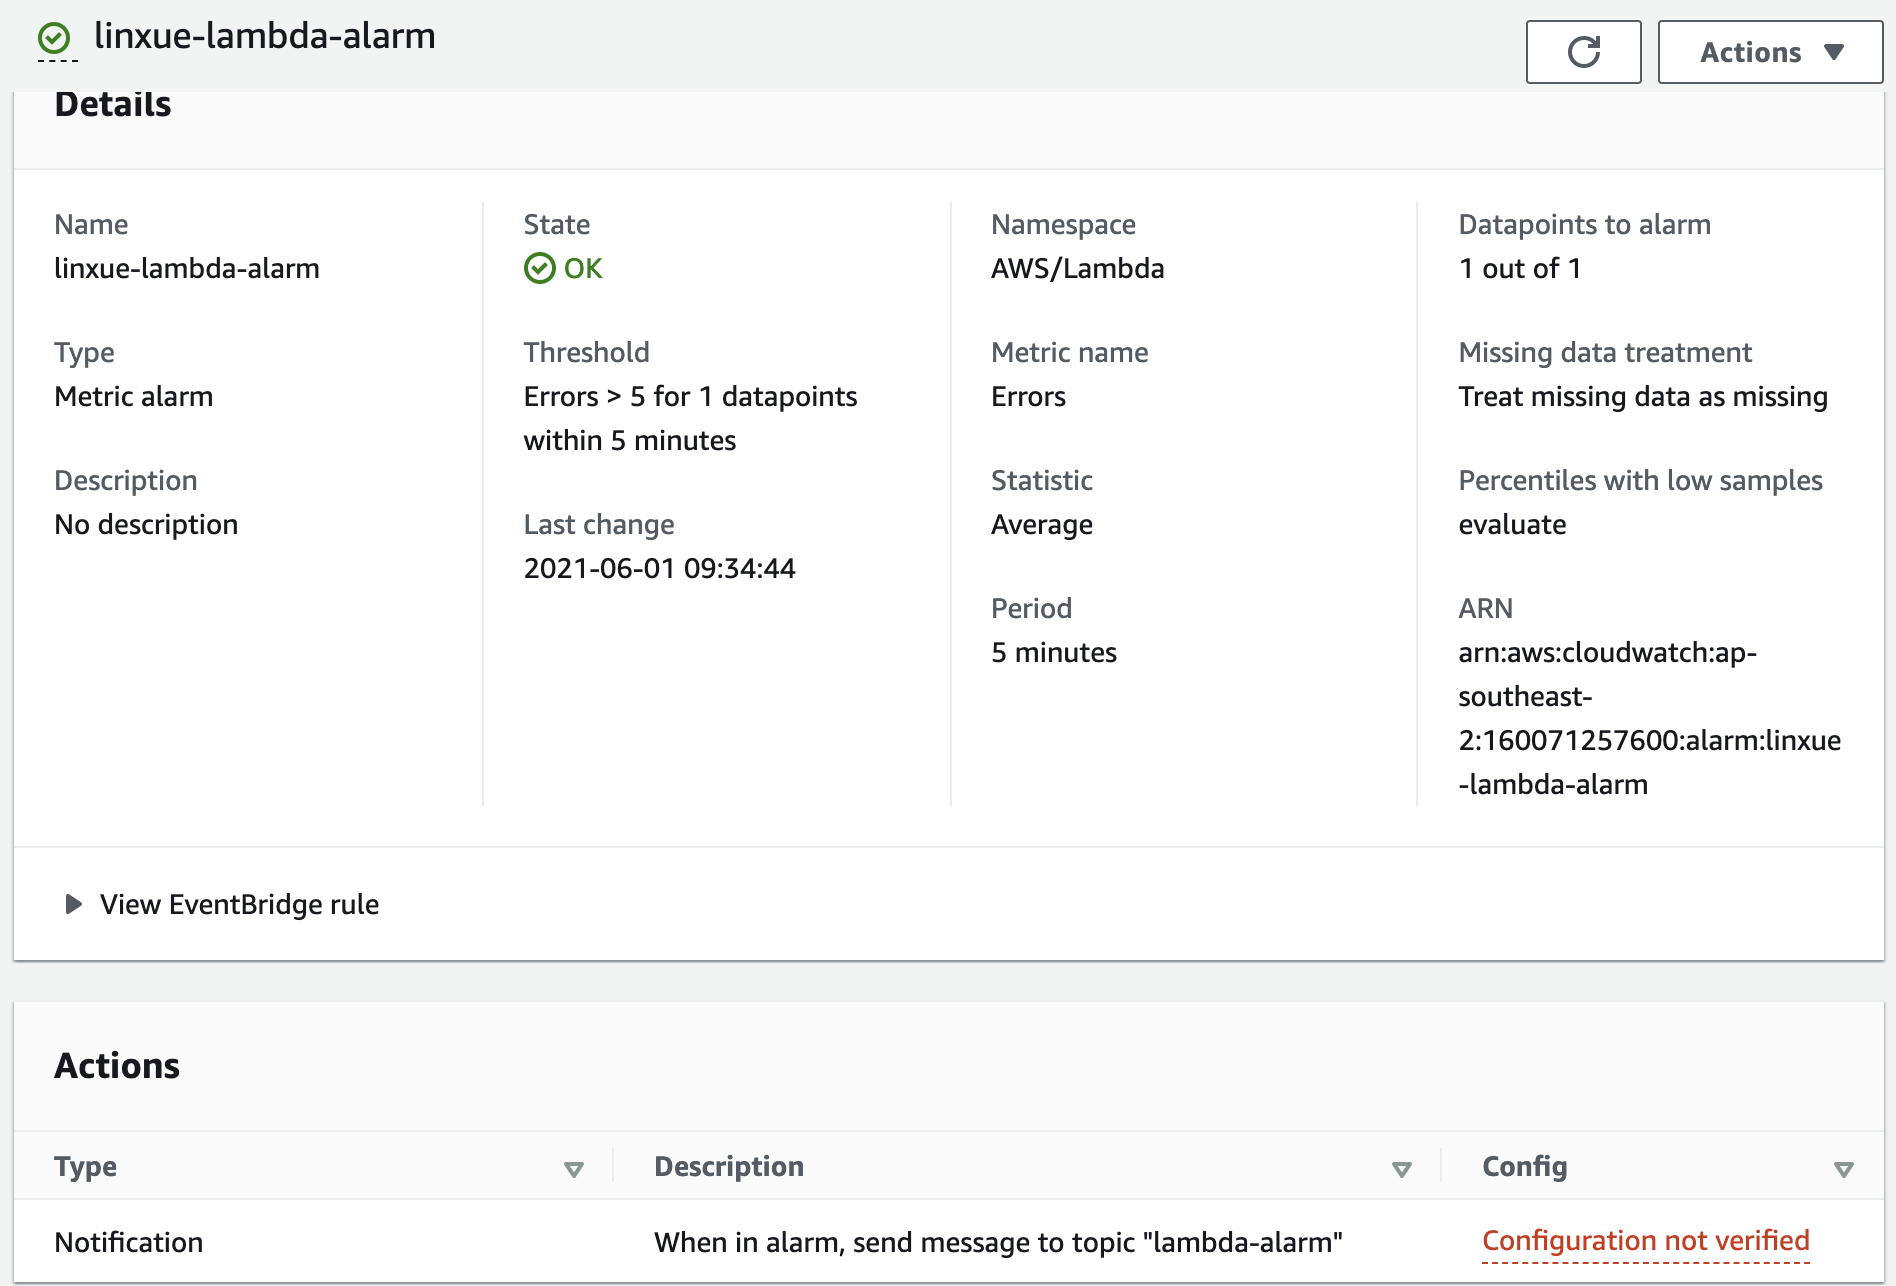 linxue-lambda-alarm
Actions
Details
Name
linxue-lambda-alarm
Type
Metric alarm
Description
No description
State
OK
Threshold
Errors > 5 for 1 datapoints
within 5 minutes
Last change
2021-06-01 09:34:44
Namespace
AWS/Lambda
Metric name
Errors
Statistic
Average
Period
5 minutes
Datapoints to alarm
1 out of 1
Missing data treatment
Treat missing data as missing
Percentiles with low samples
evaluate
ARN
arn:aws:cloudwatch:ap-
southeast-
2:160071257600:alarm:linxue
-lambda-alarm
View EventBridge rule
Actions
Type Description Config
Notification When in alarm, send message to topic "lambda-alarm" Configuration not verified